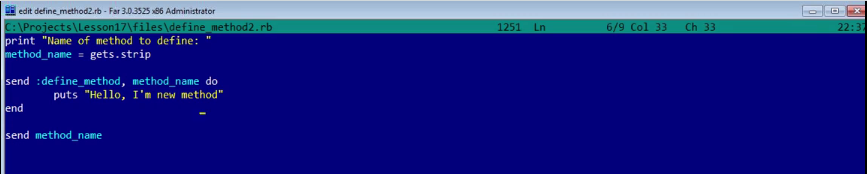 edit define_method2.rb - Far 3.0.3525 x86 Administrator
C:\Projects\Lesson17\files\define_method2.rb 1251 Ln 6/9 Col 33 Ch 33 22:37
print "Name of method to define: "
method_name = gets.strip
send :define_method, method_name do
puts "Hello, I'm new method"
end
send method_name